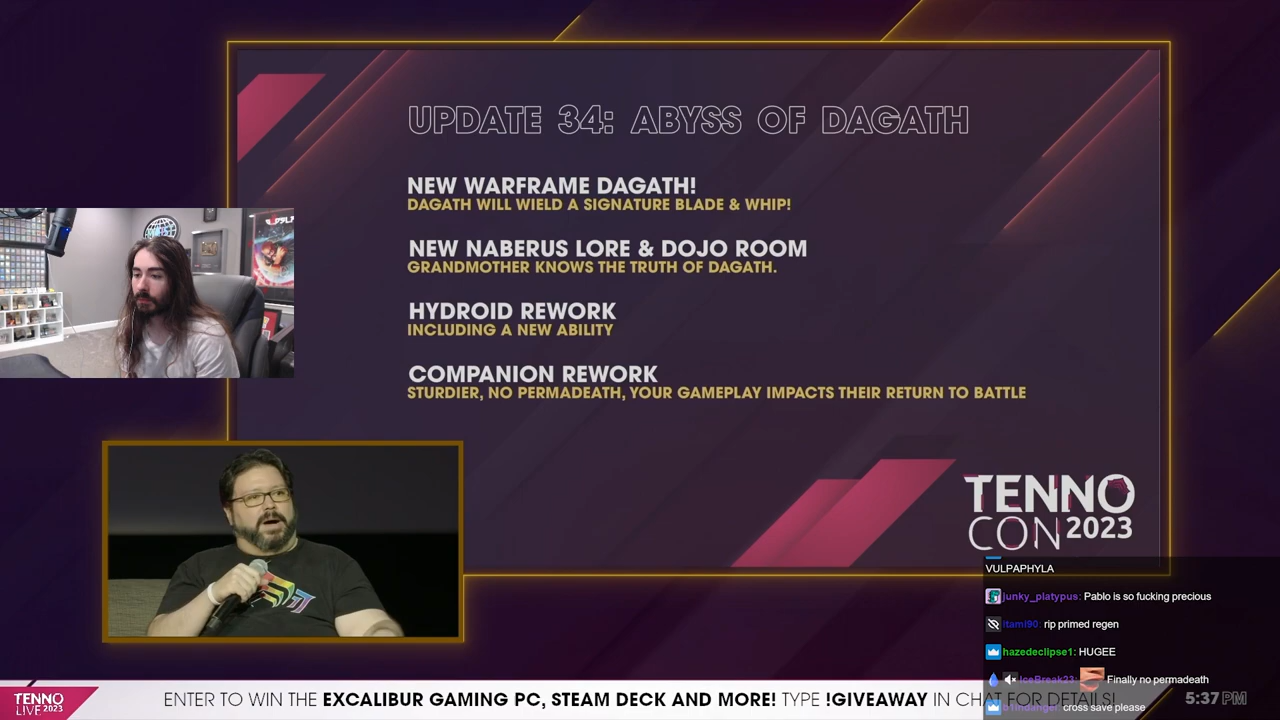 UPDATE 34: ABYSS OF DAGATH
NEW WARFRAME DAGATH!
DAGATH WILL WIELD A SIGNATURE BLADE & WHIP!
NEW NABERUS LORE & DOJO ROOM
GRANDMOTHER KNOWS THE TRUTH OF DAGATH.
HYDROID REWORK
INCLUDING A NEW ABILITY
COMPANION REWORK
STURDIER, NO PERMADEATH, YOUR GAMEPLAY IMPACTS THEIR RETURN TO BATTLE
TENNO
CON 2023
VULPAPHYLA
junky_platypus: Pablo is so fucking precious
itami90: rip primed regen
hazedeclipse1: HUGEE
IceBreak23: Finally no permadeath
cross save please
TENNO
LIVE 2023
ENTER TO WIN THE EXCALIBUR GAMING PC, STEAM DECK AND MORE! TYPE !GIVEAWAY IN CHAT FOR DETAILS!
5:37 PM